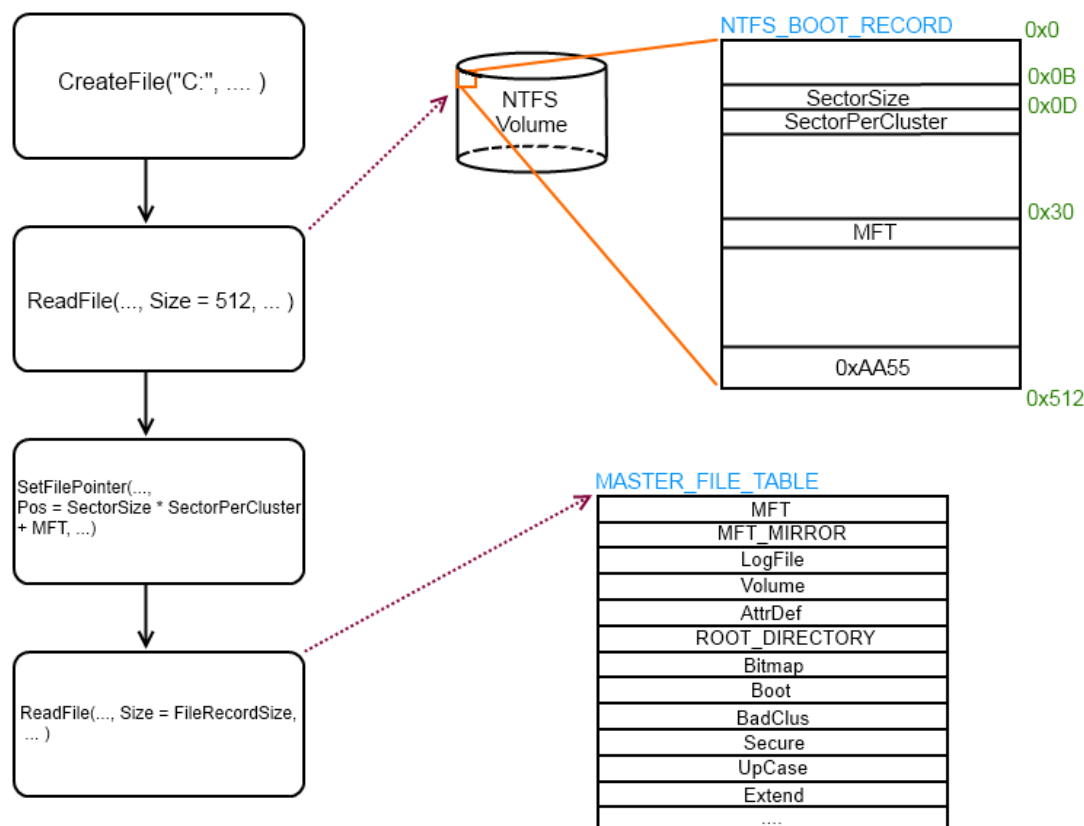 CreateFile("C:", .... )
ReadFile(..., Size = 512, ... )
SetFilePointer(...,
Pos = SectorSize * SectorPerCluster
+ MFT, ...)
ReadFile(..., Size = FileRecordSize,
... )
NTFS
Volume
NTFS_BOOT_RECORD
0x0
0x0B
SectorSize
0x0D
SectorPerCluster
0x30
MFT
0xAA55
0x512
MASTER_FILE_TABLE
MFT
MFT_MIRROR
LogFile
Volume
AttrDef
ROOT_DIRECTORY
Bitmap
Boot
BadClus
Secure
UpCase
Extend
....